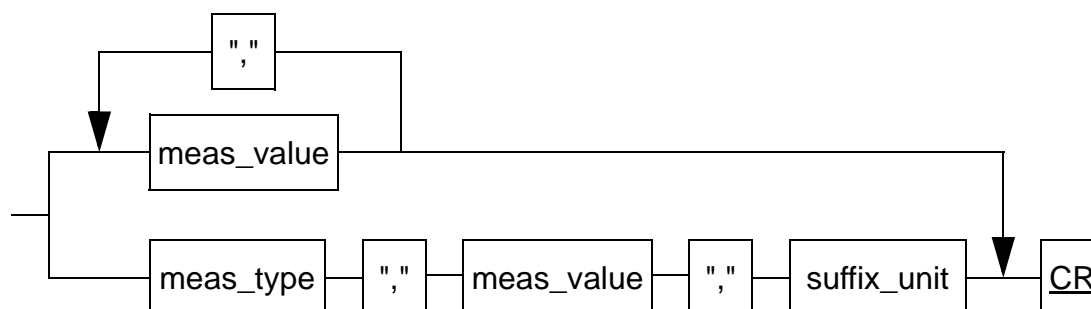 ","
meas_value
meas_type "," meas_value "," suffix_unit CR